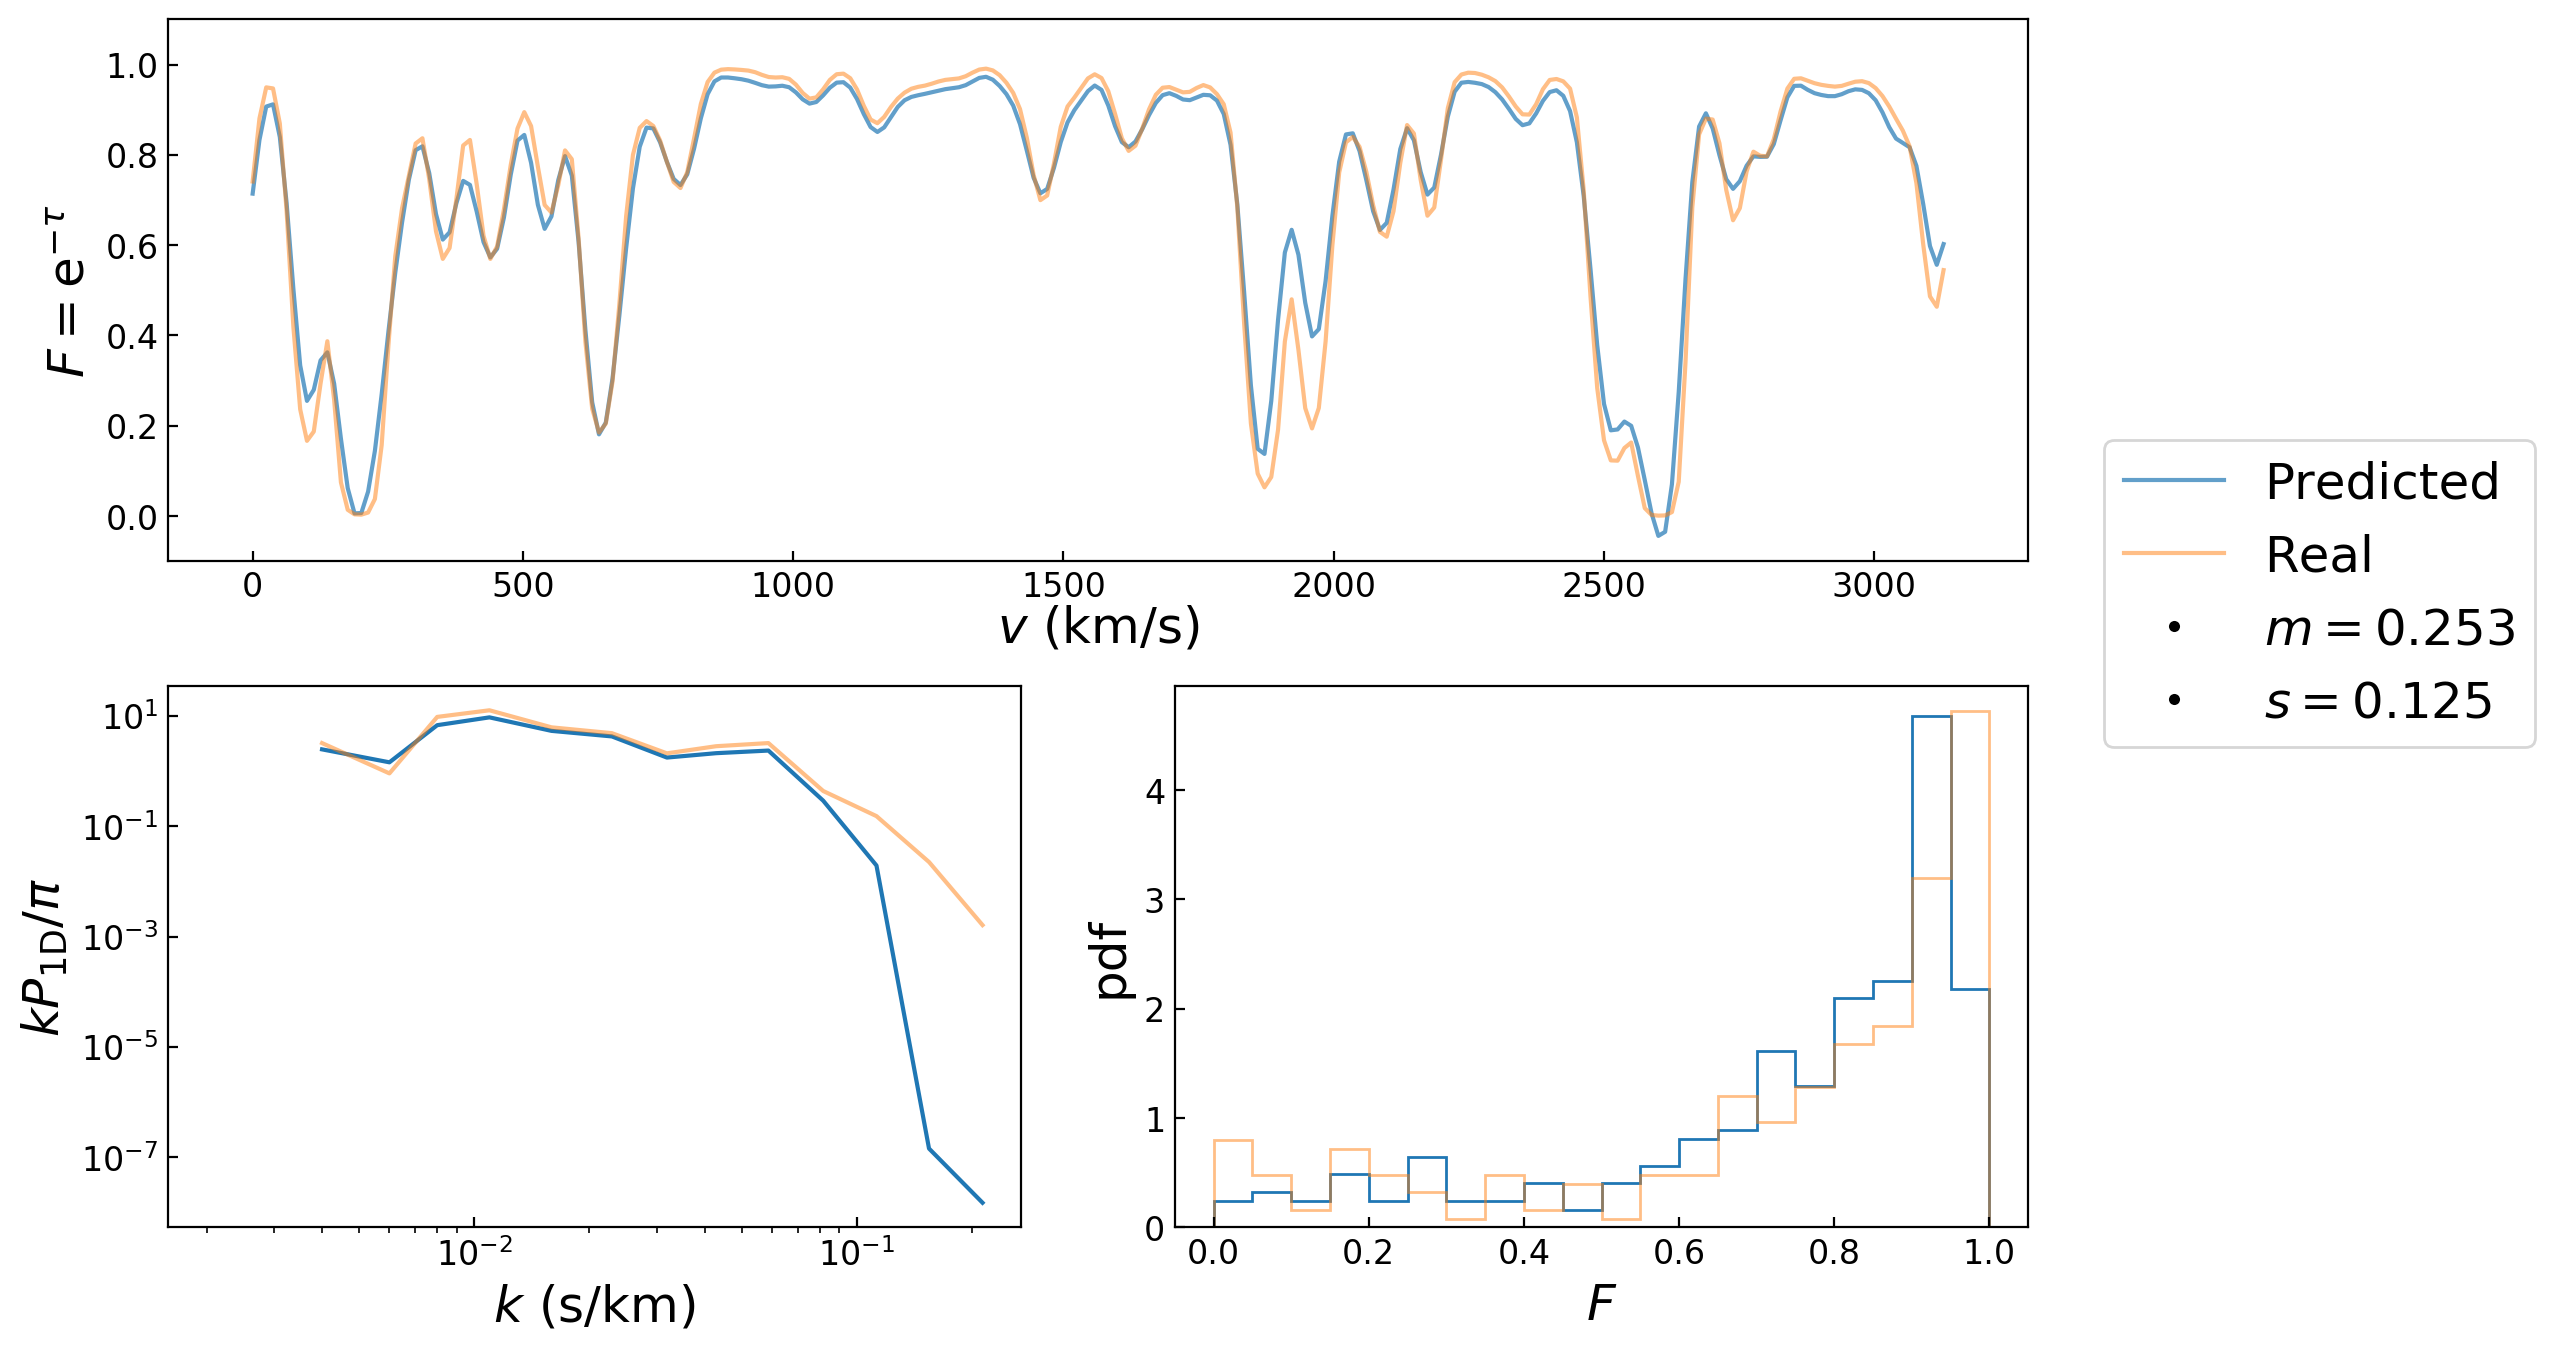 F = e^{−τ}
1.0
0.8
0.6
0.4
0.2
0.0
0 500 1000 1500 2000 2500 3000
v (km/s)
Predicted
Real
m = 0.253
s = 0.125
kP_{1D}/π
10^{1}
10^{−1}
10^{−3}
10^{−5}
10^{−7}
10^{−2} 10^{−1}
k (s/km)
pdf
4
3
2
1
0
0.0 0.2 0.4 0.6 0.8 1.0
F